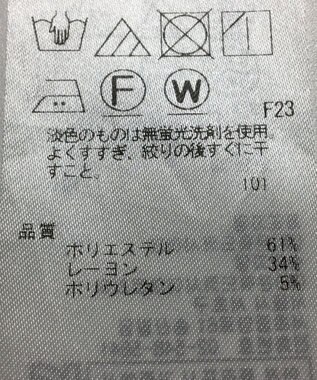 F W
F23
淡色のものは無蛍光洗剤を使用。
よくすすぎ、絞りの後すぐに干
すこと。
101
品質
ポリエステル 61%
レーヨン 34%
ポリウレタン 5%